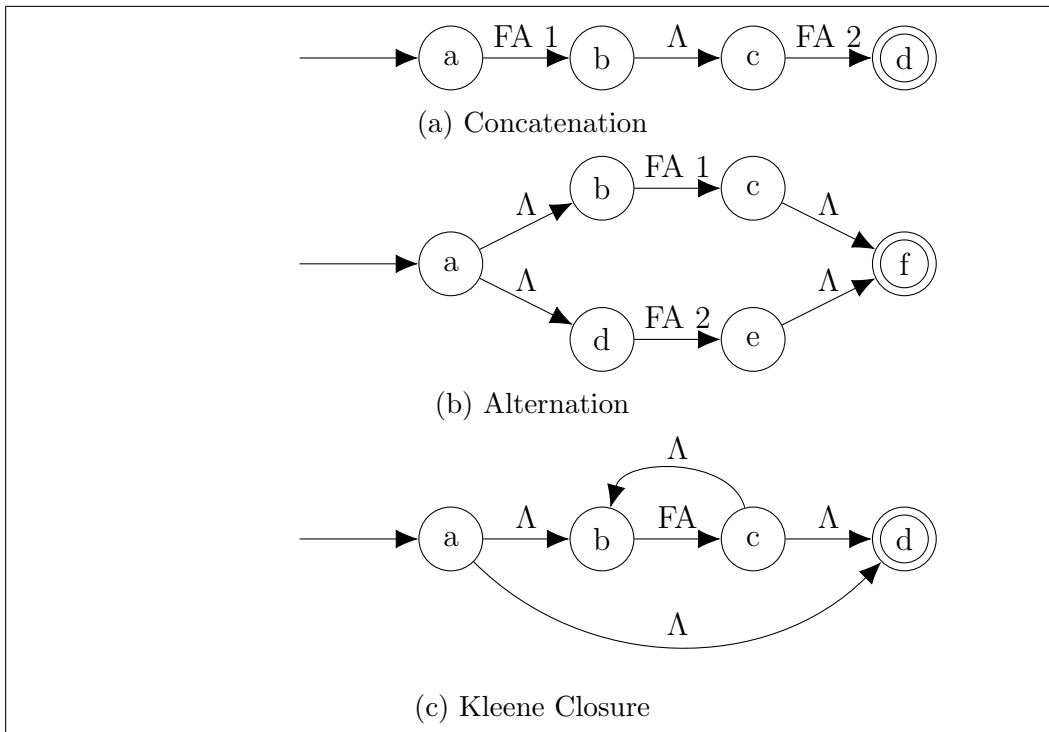 FA 1 Λ FA 2
a b c d
(a) Concatenation
FA 1
b c
Λ Λ
a f
Λ Λ
FA 2
d e
(b) Alternation
Λ
Λ FA Λ
a b c d
Λ
(c) Kleene Closure